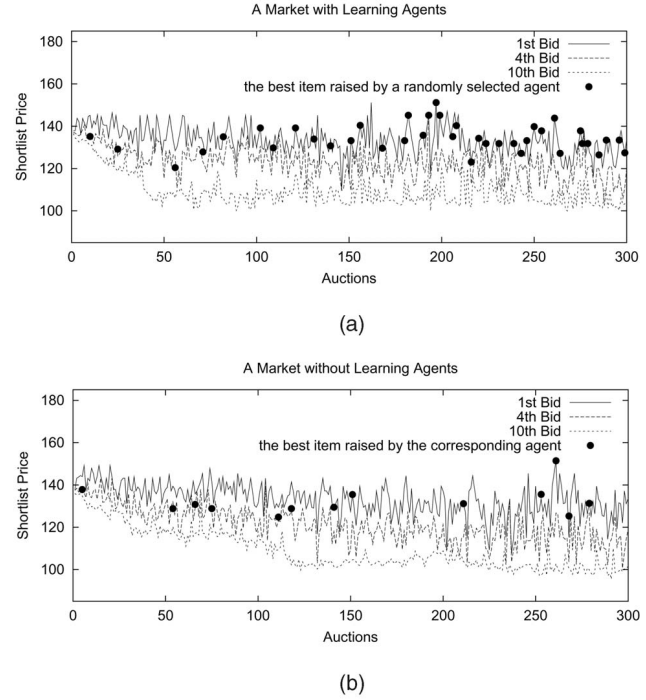 A Market with Learning Agents
180
160
140
120
100
0 50 100 150 200 250 300
Shortlist Price
Auctions
1st Bid
4th Bid
10th Bid
the best item raised by a randomly selected agent
(a)
A Market without Learning Agents
180
160
140
120
100
0 50 100 150 200 250 300
Shortlist Price
Auctions
1st Bid
4th Bid
10th Bid
the best item raised by the corresponding agent
(b)